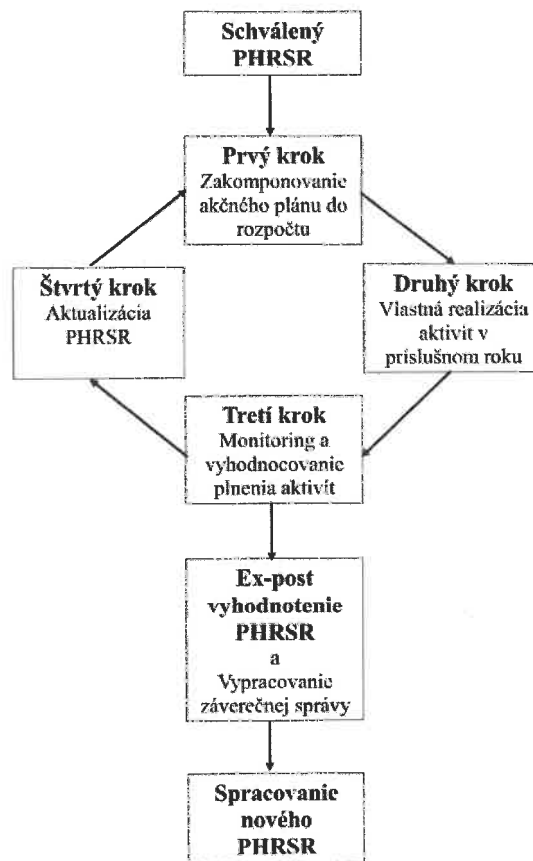 Schválený
PHRSR
Prvý krok
Zakomponovanie
akčného plánu do
rozpočtu
Štvrtý krok
Aktualizácia
PHRSR
Druhý krok
Vlastná realizácia
aktivit v
príslušnom roku
Tretí krok
Monitoring a
vyhodnocovanie
plnenia aktivít
Ex-post
vyhodnotenie
PHRSR
a
Vypracovanie
záverečnej správy
Spracovanie
nového
PHRSR